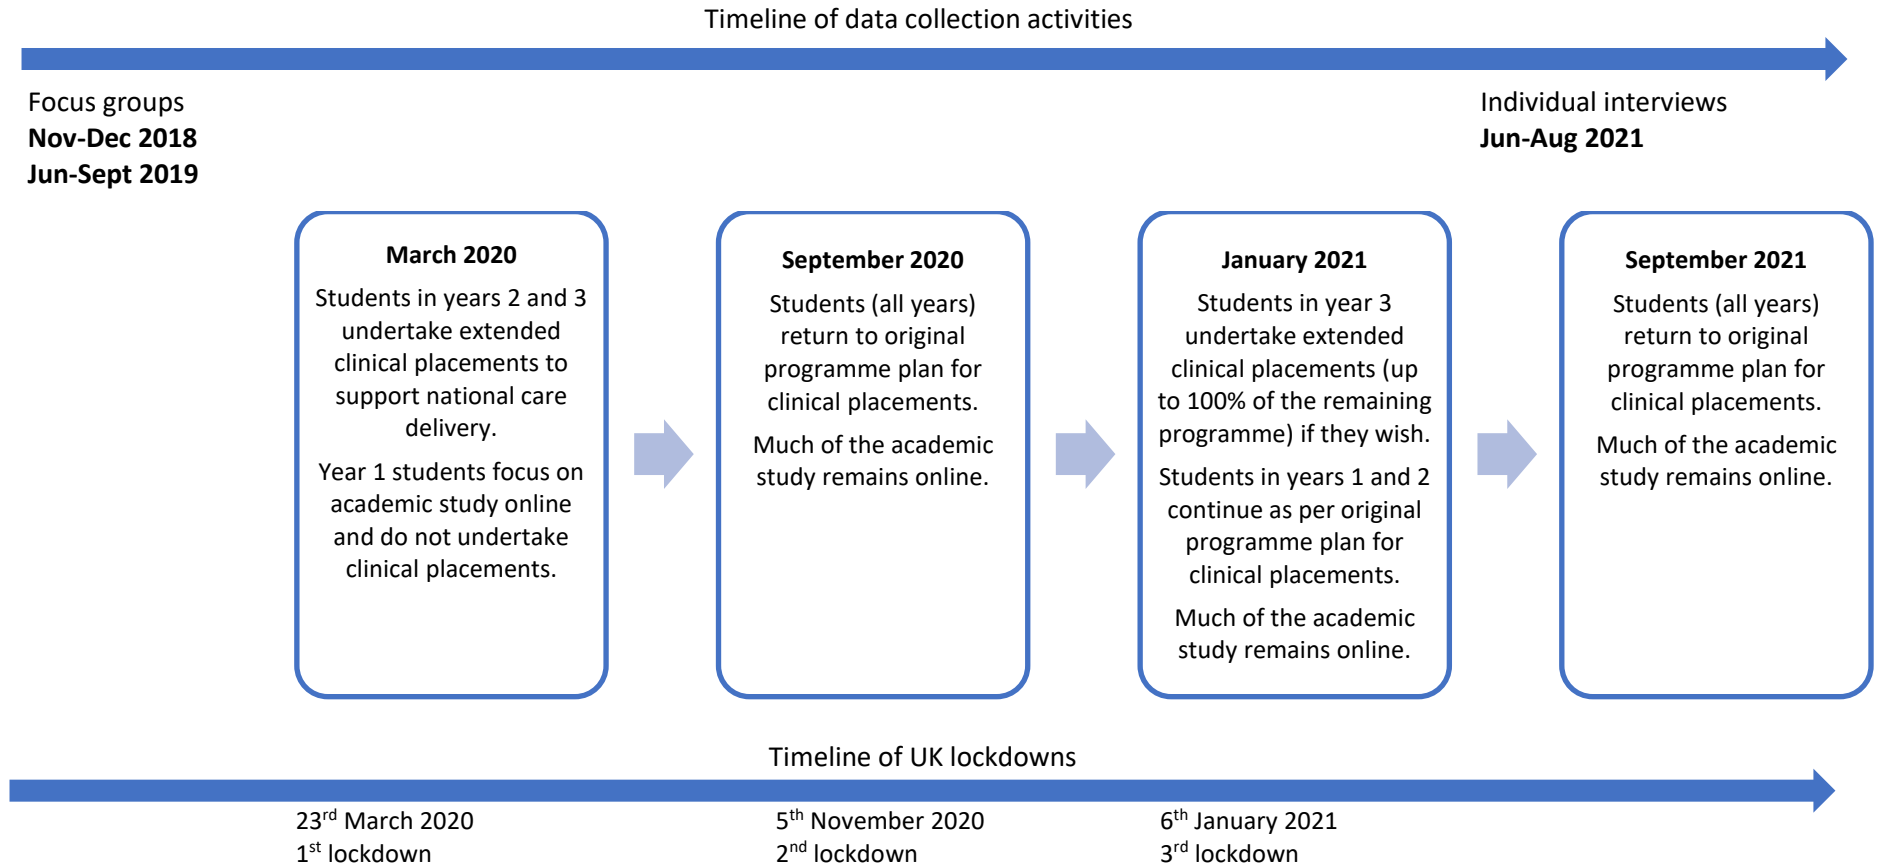 Timeline of data collection activities
Focus groups
Nov-Dec 2018
Jun-Sept 2019
Individual interviews
Jun-Aug 2021
March 2020
Students in years 2 and 3
undertake extended
clinical placements to
support national care
delivery.
Year 1 students focus on
academic study online
and do not undertake
clinical placements.
September 2020
Students (all years)
return to original
programme plan for
clinical placements.
Much of the academic
study remains online.
January 2021
Students in year 3
undertake extended
clinical placements (up
to 100% of the remaining
programme) if they wish.
Students in years 1 and 2
continue as per original
programme plan for
clinical placements.
Much of the academic
study remains online.
September 2021
Students (all years)
return to original
programme plan for
clinical placements.
Much of the academic
study remains online.
Timeline of UK lockdowns
23rd March 2020
1st lockdown
5th November 2020
2nd lockdown
6th January 2021
3rd lockdown